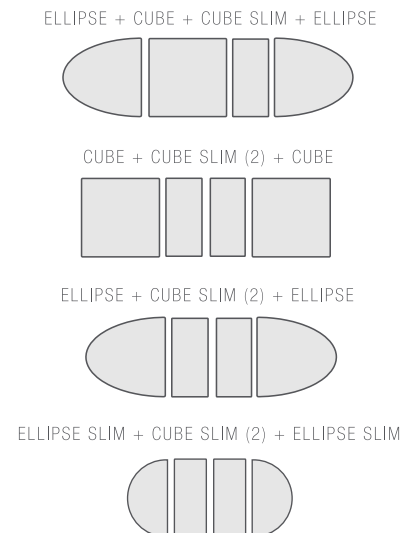 ELLIPSE + CUBE + CUBE SLIM + ELLIPSE
CUBE + CUBE SLIM (2) + CUBE
ELLIPSE + CUBE SLIM (2) + ELLIPSE
ELLIPSE SLIM + CUBE SLIM (2) + ELLIPSE SLIM